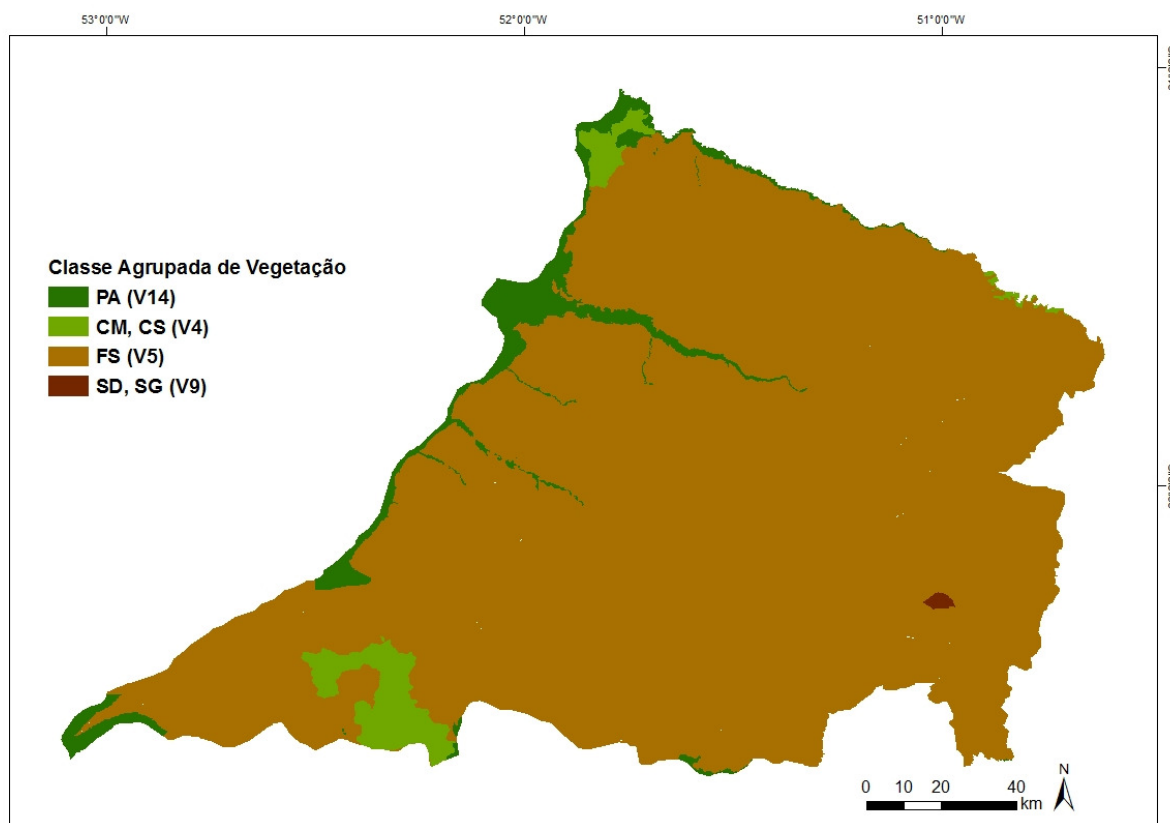 53°0'0"W 52°0'0"W 51°0'0"W
Classe Agrupada de Vegetação
PA (V14)
CM, CS (V4)
FS (V5)
SD, SG (V9)
N
0 10 20 40
km